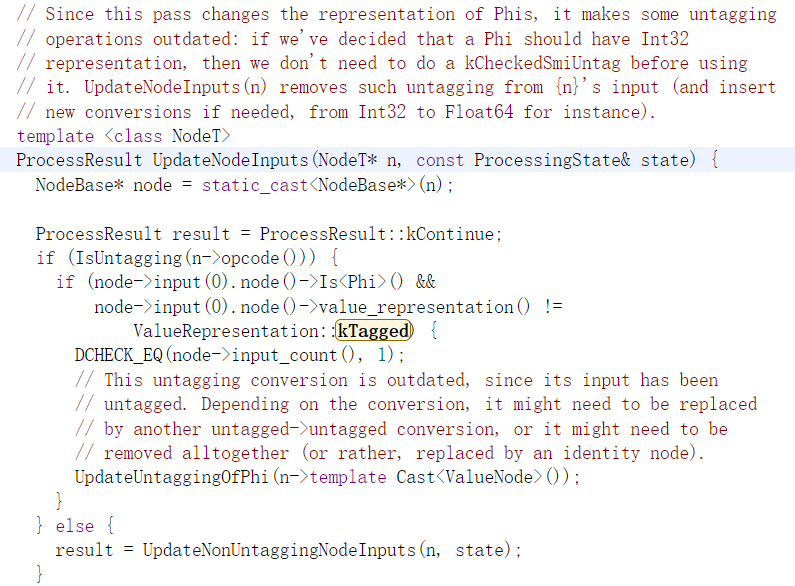 // Since this pass changes the representation of Phis, it makes some untagging
// operations outdated: if we've decided that a Phi should have Int32
// representation, then we don't need to do a kCheckedSmiUntag before using
// it. UpdateNodeInputs(n) removes such untagging from {n}'s input (and insert
// new conversions if needed, from Int32 to Float64 for instance).
template <class NodeT>
ProcessResult UpdateNodeInputs(NodeT* n, const ProcessingState& state) {
  NodeBase* node = static_cast<NodeBase*>(n);

  ProcessResult result = ProcessResult::kContinue;
  if (IsUntagging(n->opcode())) {
    if (node->input(0).node()->Is<Phi>() &&
        node->input(0).node()->value_representation() !=
            ValueRepresentation::kTagged) {
      DCHECK_EQ(node->input_count(), 1);
      // This untagging conversion is outdated, since its input has been
      // untagged. Depending on the conversion, it might need to be replaced
      // by another untagged->untagged conversion, or it might need to be
      // removed alltogether (or rather, replaced by an identity node).
      UpdateUntaggingOfPhi(n->template Cast<ValueNode>());
    }
  } else {
    result = UpdateNonUntaggingNodeInputs(n, state);
  }